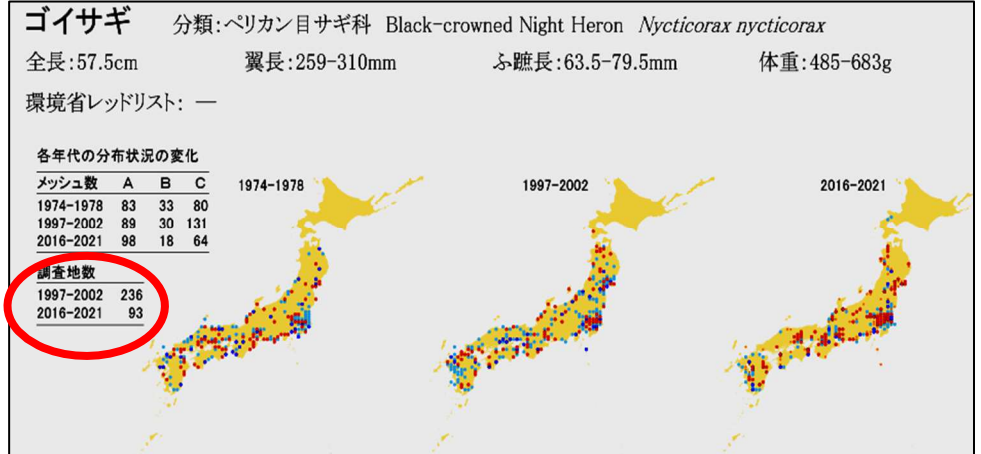 ゴイサギ 分類:ペリカン目サギ科 Black-crowned Night Heron Nycticorax nycticorax
全長:57.5cm 翼長:259-310mm ふ蹠長:63.5-79.5mm 体重:485-683g
環境省レッドリスト: ―
各年代の分布状況の変化
メッシュ数 A B C
1974-1978 83 33 80
1997-2002 89 30 131
2016-2021 98 18 64
調査地数
1997-2002 236
2016-2021 93
1974-1978
1997-2002
2016-2021